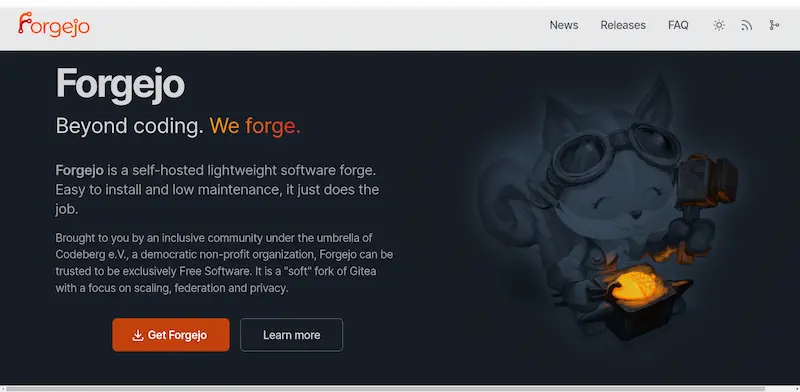 Forgejo
News
Releases
FAQ
Forgejo
Beyond coding. We forge.
Forgejo is a self-hosted lightweight software forge.
Easy to install and low maintenance, it just does the
job.
Brought to you by an inclusive community under the umbrella of
Codeberg e.V., a democratic non-profit organization, Forgejo can be
trusted to be exclusively Free Software. It is a "soft" fork of Gitea
with a focus on scaling, federation and privacy.
Get Forgejo
Learn more